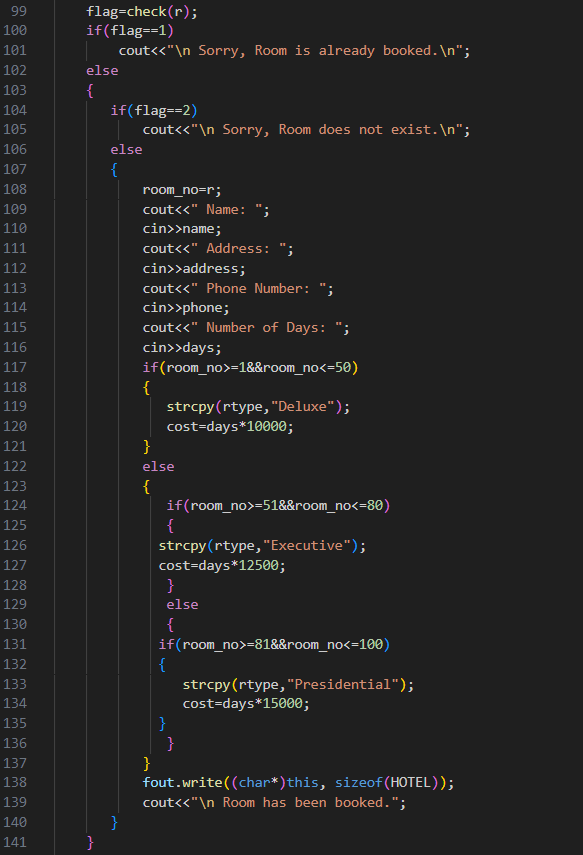 99 flag=check(r);
100 if(flag==1)
101 cout<<"\n Sorry, Room is already booked.\n";
102 else
103 {
104 if(flag==2)
105 cout<<"\n Sorry, Room does not exist.\n";
106 else
107 {
108 room_no=r;
109 cout<<" Name: ";
110 cin>>name;
111 cout<<" Address: ";
112 cin>>address;
113 cout<<" Phone Number: ";
114 cin>>phone;
115 cout<<" Number of Days: ";
116 cin>>days;
117 if(room_no>=1&&room_no<=50)
118 {
119 strcpy(rtype,"Deluxe");
120 cost=days*10000;
121 }
122 else
123 {
124 if(room_no>=51&&room_no<=80)
125 {
126 strcpy(rtype,"Executive");
127 cost=days*12500;
128 }
129 else
130 {
131 if(room_no>=81&&room_no<=100)
132 {
133 strcpy(rtype,"Presidential");
134 cost=days*15000;
135 }
136 }
137 }
138 fout.write((char*)this, sizeof(HOTEL));
139 cout<<"\n Room has been booked.";
140 }
141 }